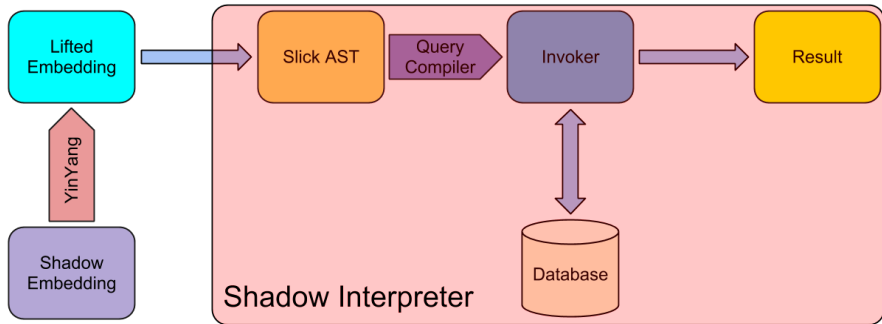 Lifted
Embedding
Slick AST
Query
Compiler
Invoker
Result
YinYang
Shadow
Embedding
Database
Shadow Interpreter